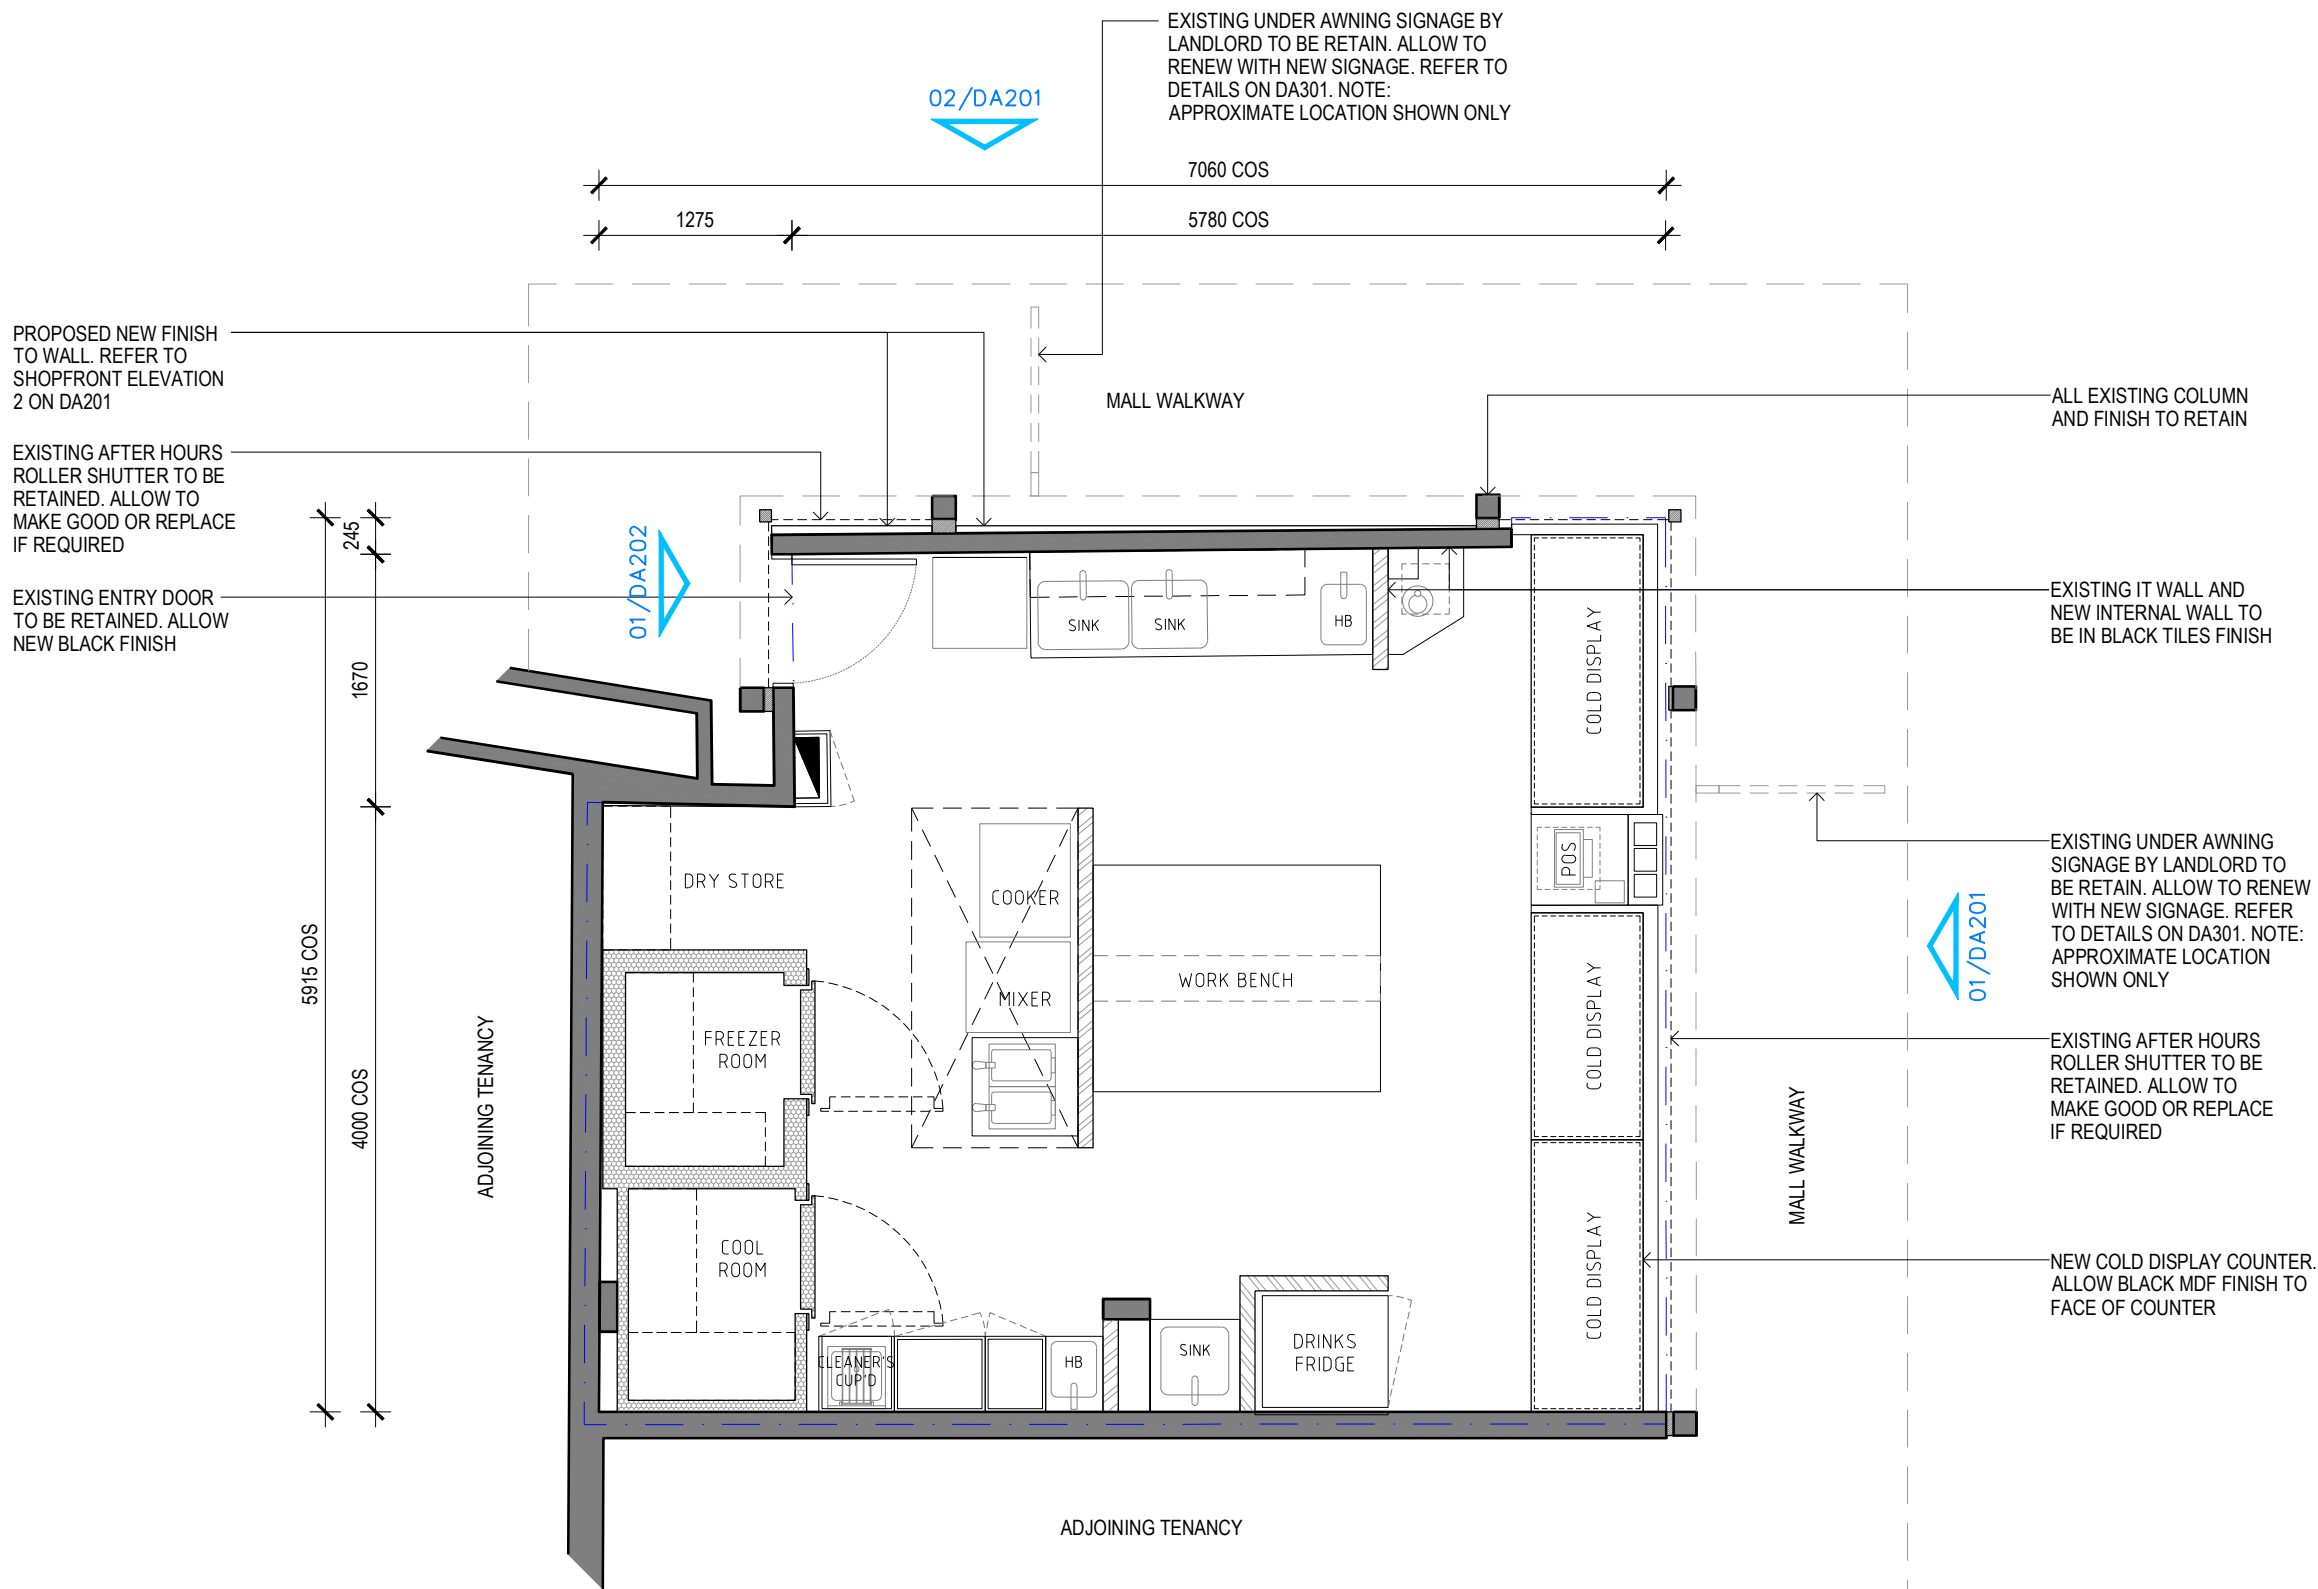 EXISTING UNDER AWNING SIGNAGE BY
LANDLORD TO BE RETAIN. ALLOW TO
RENEW WITH NEW SIGNAGE. REFER TO
DETAILS ON DA301. NOTE:
APPROXIMATE LOCATION SHOWN ONLY
02/DA201
7060 COS
1275
5780 COS
PROPOSED NEW FINISH
TO WALL. REFER TO
SHOPFRONT ELEVATION
2 ON DA201
EXISTING AFTER HOURS
ROLLER SHUTTER TO BE
RETAINED. ALLOW TO
MAKE GOOD OR REPLACE
IF REQUIRED
EXISTING ENTRY DOOR
TO BE RETAINED. ALLOW
NEW BLACK FINISH
245
1670
5915 COS
4000 COS
01/DA202
MALL WALKWAY
ALL EXISTING COLUMN
AND FINISH TO RETAIN
EXISTING IT WALL AND
NEW INTERNAL WALL TO
BE IN BLACK TILES FINISH
SINK
SINK
HB
COLD DISPLAY
POS
EXISTING UNDER AWNING
SIGNAGE BY LANDLORD TO
BE RETAIN. ALLOW TO RENEW
WITH NEW SIGNAGE. REFER
TO DETAILS ON DA301. NOTE:
APPROXIMATE LOCATION
SHOWN ONLY
01/DA201
DRY STORE
COOKER
MIXER
WORK BENCH
COLD DISPLAY
FREEZER
ROOM
EXISTING AFTER HOURS
ROLLER SHUTTER TO BE
RETAINED. ALLOW TO
MAKE GOOD OR REPLACE
IF REQUIRED
ADJOINING TENANCY
MALL WALKWAY
COOL
ROOM
COLD DISPLAY
NEW COLD DISPLAY COUNTER.
ALLOW BLACK MDF FINISH TO
FACE OF COUNTER
CLEANER'S
CUP'D
HB
SINK
DRINKS
FRIDGE
ADJOINING TENANCY